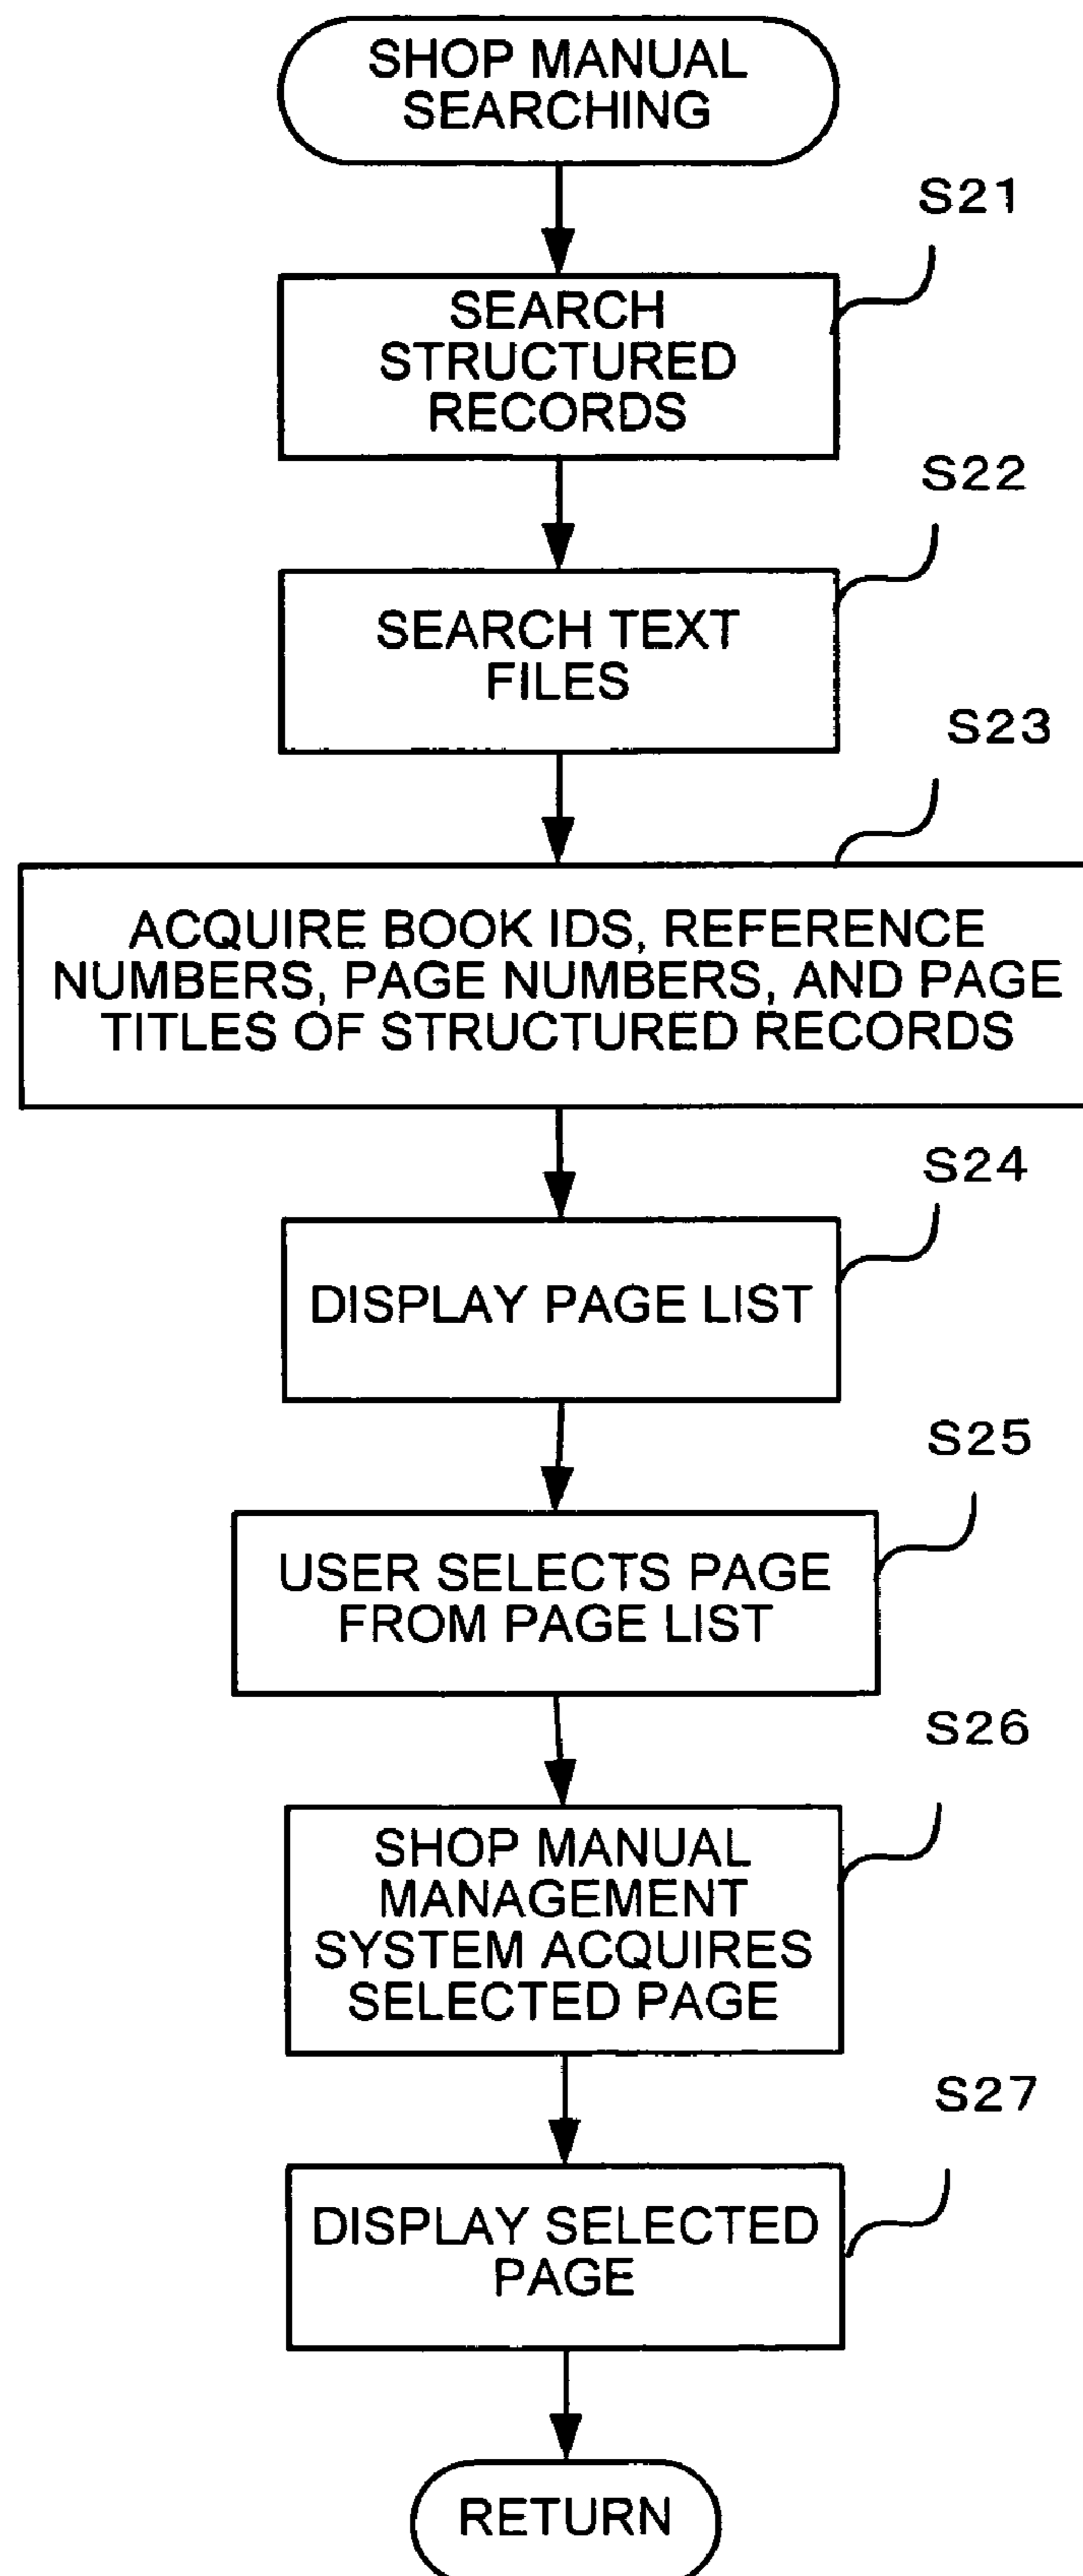 SHOP MANUAL
SEARCHING
S21
SEARCH
STRUCTURED
RECORDS
S22
SEARCH TEXT
FILES
S23
ACQUIRE BOOK IDS, REFERENCE
NUMBERS, PAGE NUMBERS, AND PAGE
TITLES OF STRUCTURED RECORDS
S24
DISPLAY PAGE LIST
S25
USER SELECTS PAGE
FROM PAGE LIST
S26
SHOP MANUAL
MANAGEMENT
SYSTEM ACQUIRES
SELECTED PAGE
S27
DISPLAY SELECTED
PAGE
RETURN